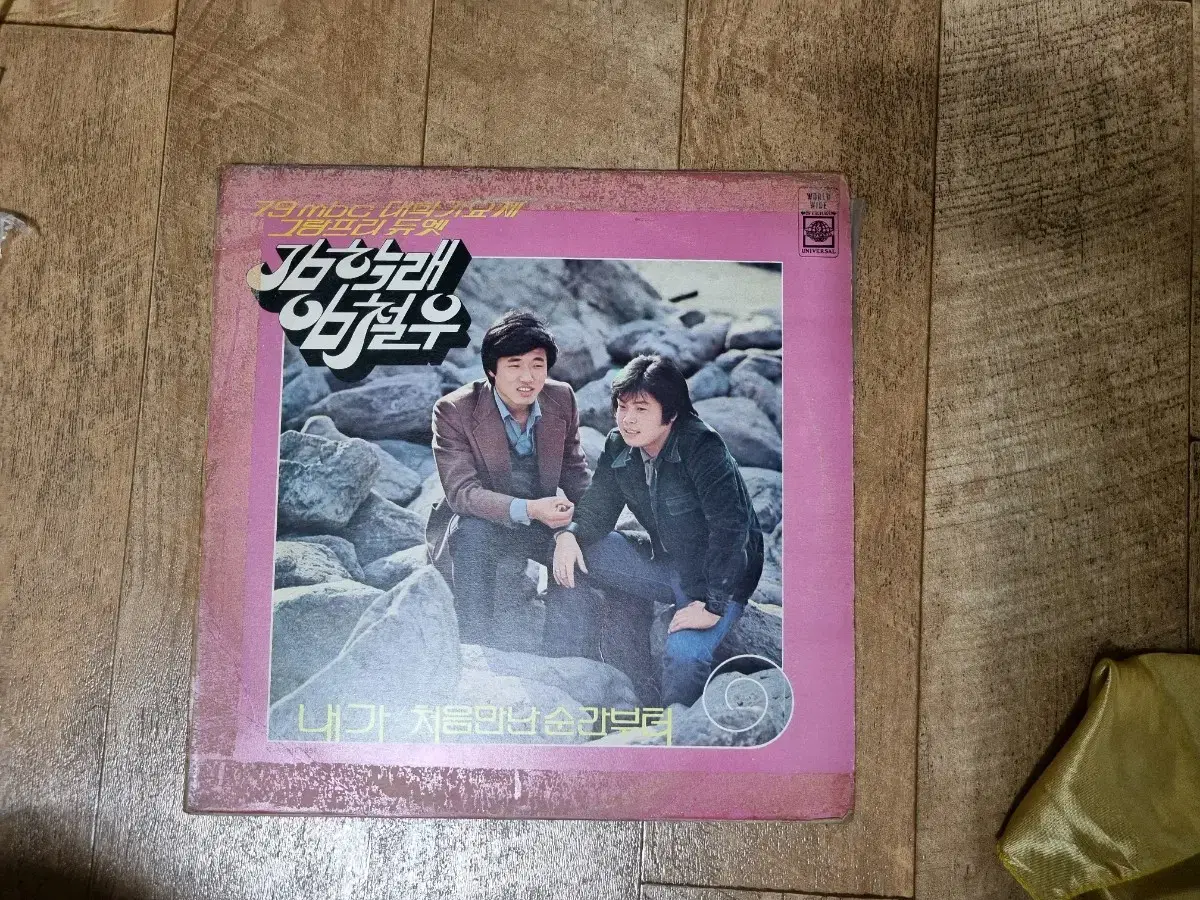 79 mbc 대학가요제
그랑프리 듀엣
김학래
임철우
WORLD
WIDE
UNIVERSAL
내가 처음만난 순간부터